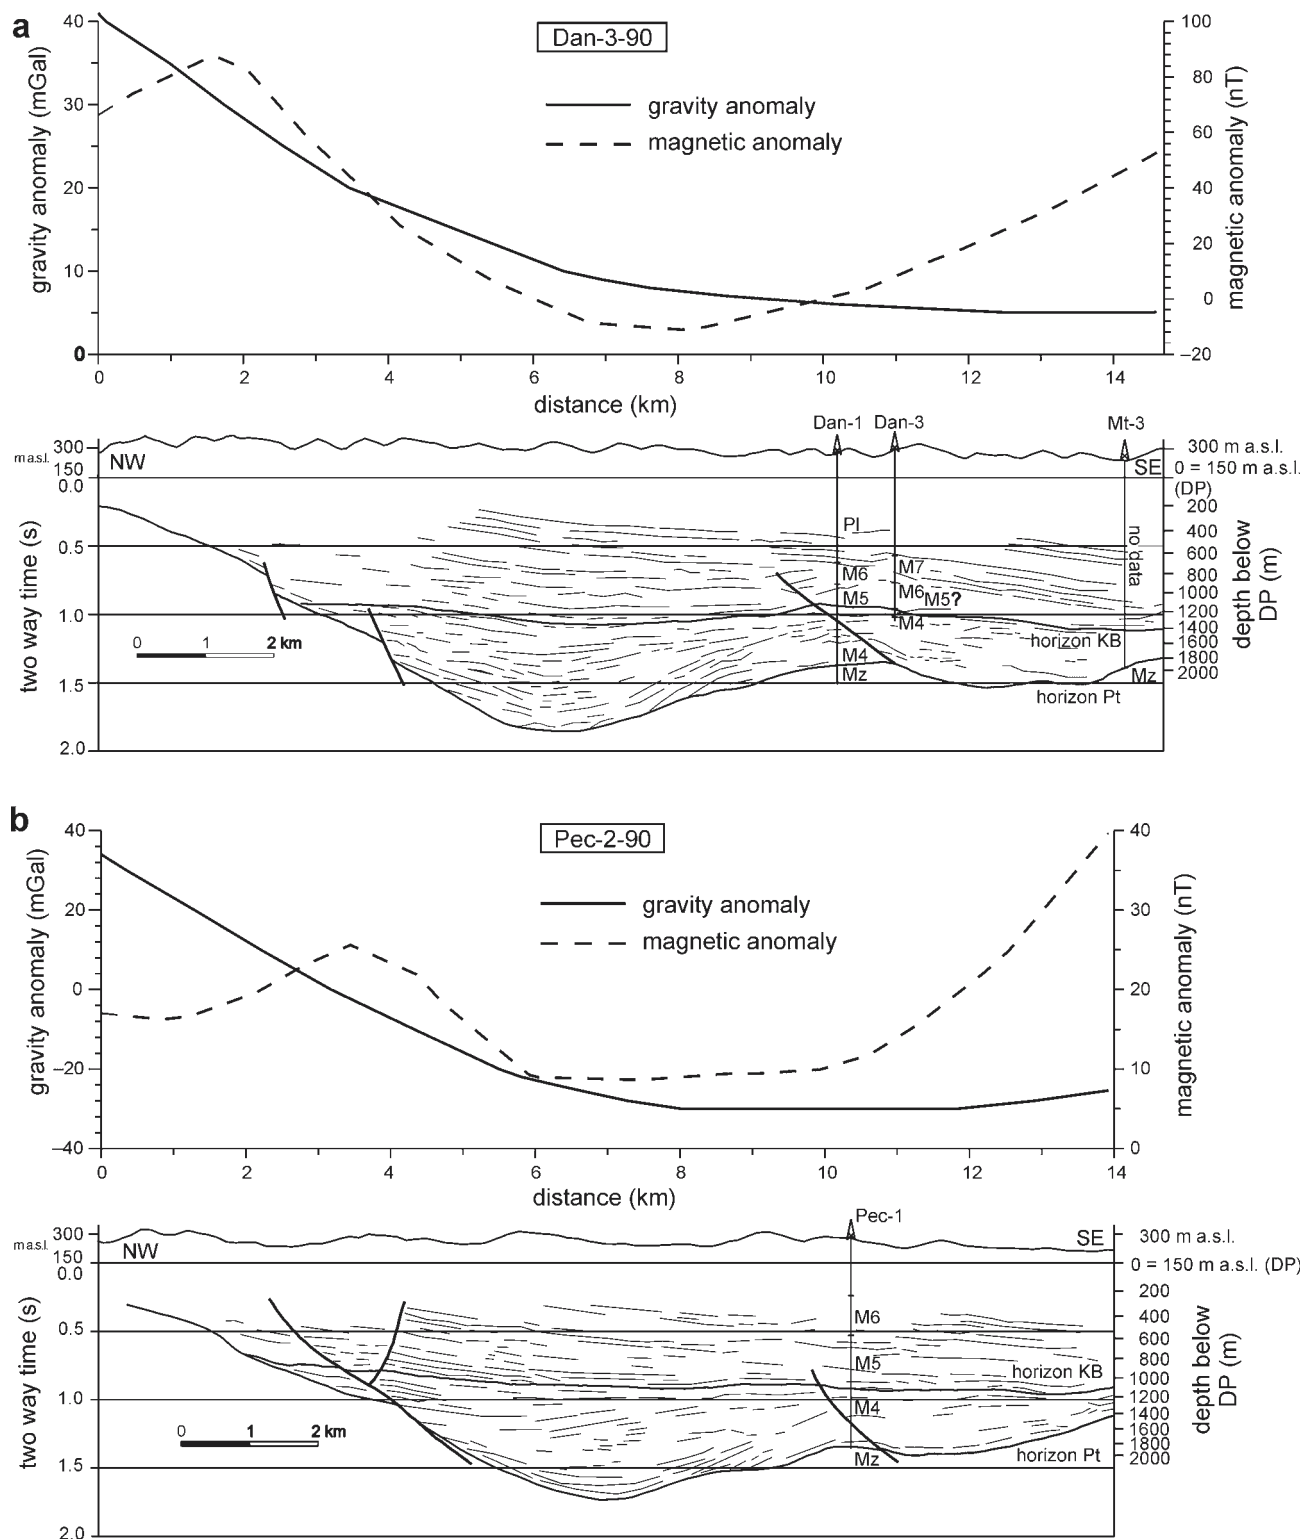 a
Dan-3-90
gravity anomaly
magnetic anomaly
gravity anomaly (mGal)
40
30
20
10
0
magnetic anomaly (nT)
100
80
60
40
20
0
–20
0 2 4 6 8 10 12 14
distance (km)
Dan-1 Dan-3 Mt-3
m a.s.l. 300
150
NW
SE
300 m a.s.l.
0 = 150 m a.s.l.
(DP)
0.0
0.5
1.0
1.5
2.0
two way time (s)
200
400
600
800
1000
1200
1400
1600
1800
2000
depth below
DP (m)
no data
Pl
M6 M7
M5 M6 M5?
M4
horizon KB
M4
Mz Mz
horizon Pt
0 1 2 km
b
Pec-2-90
gravity anomaly
magnetic anomaly
gravity anomaly (mGal)
40
20
0
–20
–40
magnetic anomaly (nT)
40
30
20
10
0
0 2 4 6 8 10 12 14
distance (km)
Pec-1
m a.s.l. 300
150
NW
SE
300 m a.s.l.
0 = 150 m a.s.l. (DP)
0.0
0.5
1.0
1.5
2.0
two way time (s)
200
400
600
800
1000
1200
1400
1600
1800
2000
depth below
DP (m)
M6
M5
horizon KB
M4
Mz
horizon Pt
0 1 2 km